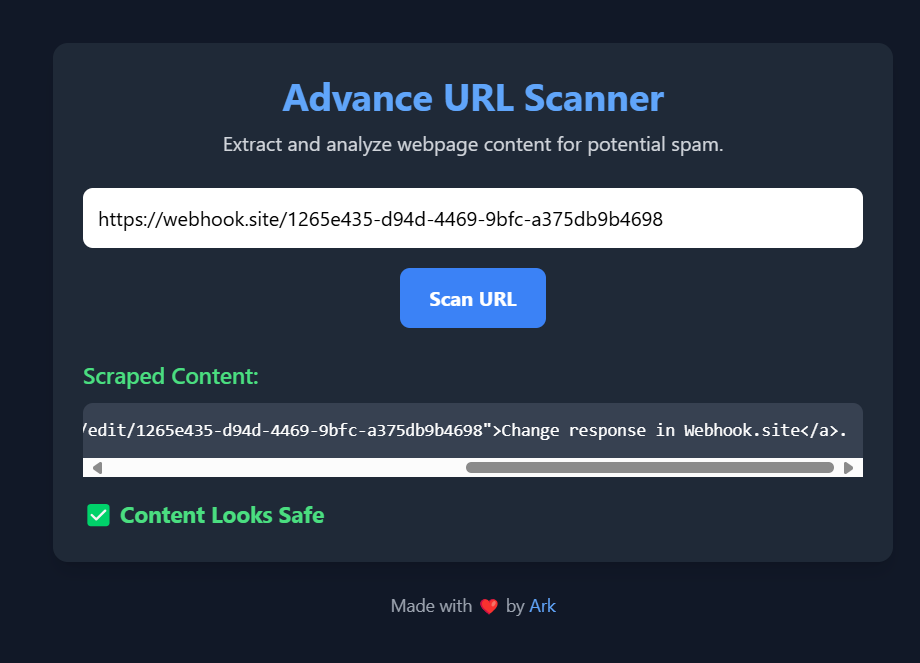 Advance URL Scanner
Extract and analyze webpage content for potential spam.
https://webhook.site/1265e435-d94d-4469-9bfc-a375db9b4698
Scan URL
Scraped Content:
/edit/1265e435-d94d-4469-9bfc-a375db9b4698">Change response in Webhook.site</a>.
✅ Content Looks Safe
Made with ❤️ by Ark